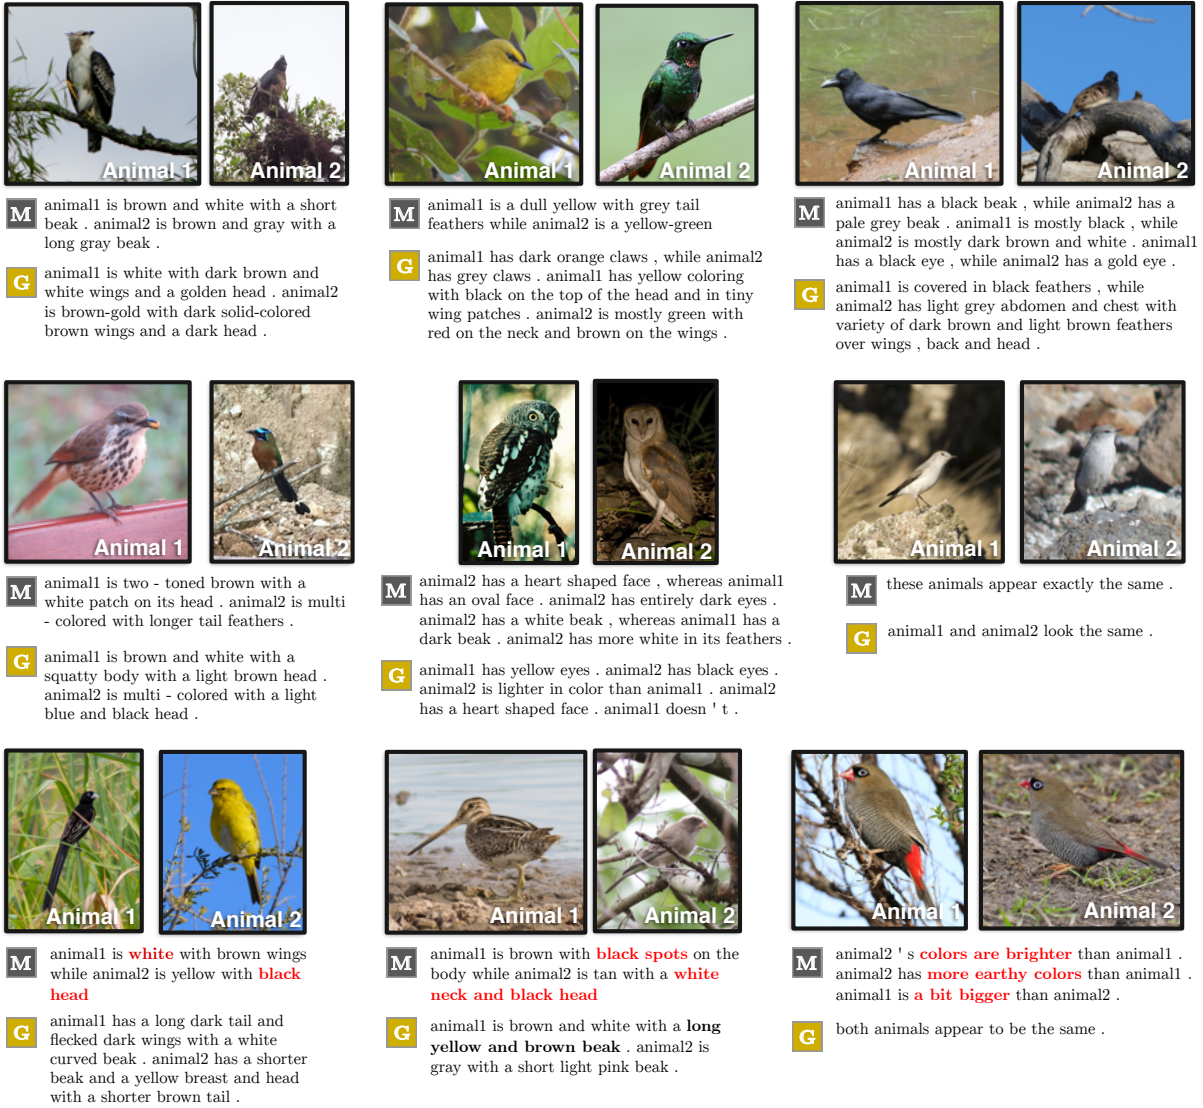 Animal 1
Animal 2
M
animal1 is brown and white with a short
beak . animal2 is brown and gray with a
long gray beak .
G
animal1 is white with dark brown and
white wings and a golden head . animal2
is brown-gold with dark solid-colored
brown wings and a dark head .
Animal 1
Animal 2
M
animal1 is a dull yellow with grey tail
feathers while animal2 is a yellow-green
G
animal1 has dark orange claws , while animal2
has grey claws . animal1 has yellow coloring
with black on the top of the head and in tiny
wing patches . animal2 is mostly green with
red on the neck and brown on the wings .
Animal 1
Animal 2
M
animal1 has a black beak , while animal2 has a
pale grey beak . animal1 is mostly black , while
animal2 is mostly dark brown and white . animal1
has a black eye , while animal2 has a gold eye .
G
animal1 is covered in black feathers , while
animal2 has light grey abdomen and chest with
variety of dark brown and light brown feathers
over wings , back and head .
Animal 1
Animal 2
M
animal1 is two - toned brown with a
white patch on its head . animal2 is multi
- colored with longer tail feathers .
G
animal1 is brown and white with a
squatty body with a light brown head .
animal2 is multi - colored with a light
blue and black head .
Animal 1
Animal 2
M
animal2 has a heart shaped face , whereas animal1
has an oval face . animal2 has entirely dark eyes .
animal2 has a white beak , whereas animal1 has a
dark beak . animal2 has more white in its feathers .
G
animal1 has yellow eyes . animal2 has black eyes .
animal2 is lighter in color than animal1 . animal2
has a heart shaped face . animal1 doesn ' t .
Animal 1
Animal 2
M
these animals appear exactly the same .
G
animal1 and animal2 look the same .
Animal 1
Animal 2
M
animal1 is white with brown wings
while animal2 is yellow with black
head
G
animal1 has a long dark tail and
flecked dark wings with a white
curved beak . animal2 has a shorter
beak and a yellow breast and head
with a shorter brown tail .
Animal 1
Animal 2
M
animal1 is brown with black spots on the
body while animal2 is tan with a white
neck and black head
G
animal1 is brown and white with a long
yellow and brown beak . animal2 is
gray with a short light pink beak .
Animal 1
Animal 2
M
animal2 ' s colors are brighter than animal1 .
animal2 has more earthy colors than animal1 .
animal1 is a bit bigger than animal2 .
G
both animals appear to be the same .